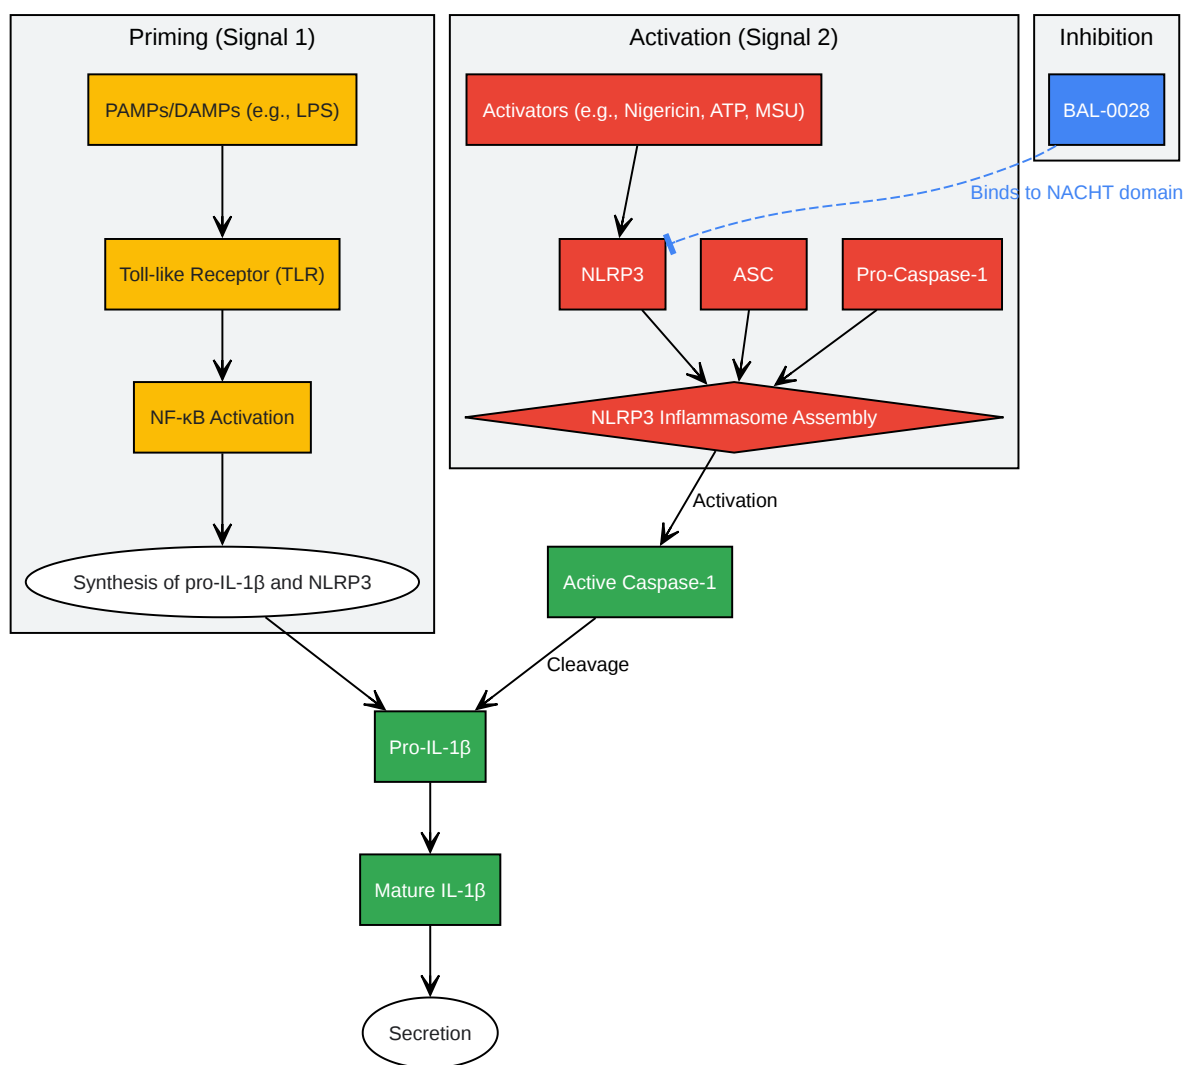 Priming (Signal 1)
PAMPs/DAMPs (e.g., LPS)
Toll-like Receptor (TLR)
NF-κB Activation
Synthesis of pro-IL-1β and NLRP3
Activation (Signal 2)
Activators (e.g., Nigericin, ATP, MSU)
NLRP3
ASC
Pro-Caspase-1
NLRP3 Inflammasome Assembly
Inhibition
BAL-0028
Binds to NACHT domain
Activation
Active Caspase-1
Cleavage
Pro-IL-1β
Mature IL-1β
Secretion